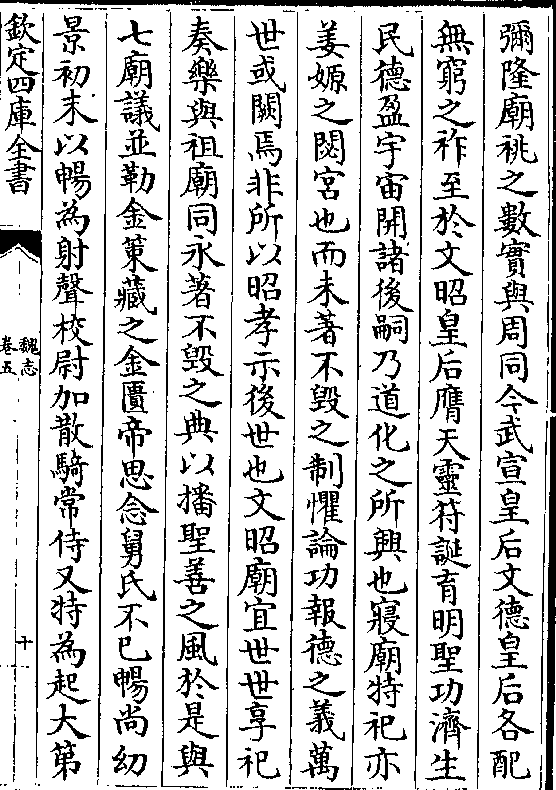 彌隆廟祧之數實與周同今武宣皇后文德皇后各配
無窮之祚至於文昭皇后膺天靈符誕育明聖功濟生
民德盈宇宙開諸後嗣乃道化之所興也寢廟特祀亦
姜嫄之閟宮也而未著不毀之制懼論功報德之義萬
世或闕焉非所以昭孝示後世也文昭廟宜世世享祀
奏樂與祖廟同永著不毀之典以播聖善之風於是與
七廟議並勒金策藏之金匱帝思念舅氏不已暢尚幼
景初末以暢為射聲校尉加散騎常侍又特為起大第
欽定四庫全書
魏志
卷五
十